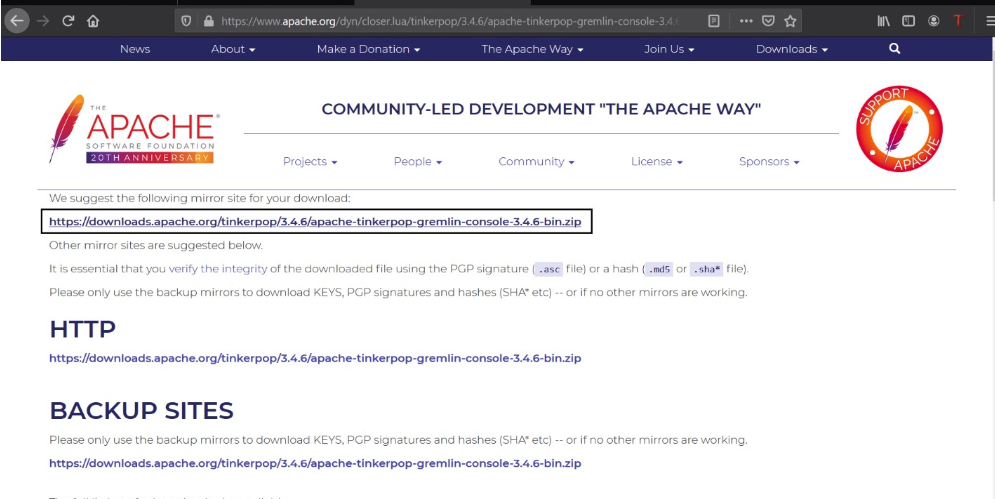 https://www.apache.org/dyn/closer.lua/tinkerpop/3.4.6/apache-tinkerpop-gremlin-console-3.4.6
News About Make a Donation The Apache Way Join Us Downloads
THE
APACHE
SOFTWARE FOUNDATION
20TH ANNIVERSARY
COMMUNITY-LED DEVELOPMENT "THE APACHE WAY"
SUPPORT
APACHE
Projects People Community License Sponsors
We suggest the following mirror site for your download:
https://downloads.apache.org/tinkerpop/3.4.6/apache-tinkerpop-gremlin-console-3.4.6-bin.zip
Other mirror sites are suggested below.
It is essential that you verify the integrity of the downloaded file using the PGP signature ( .asc file) or a hash ( .md5 or .sha* file).
Please only use the backup mirrors to download KEYS, PGP signatures and hashes (SHA* etc) -- or if no other mirrors are working.
HTTP
https://downloads.apache.org/tinkerpop/3.4.6/apache-tinkerpop-gremlin-console-3.4.6-bin.zip
BACKUP SITES
Please only use the backup mirrors to download KEYS, PGP signatures and hashes (SHA* etc) -- or if no other mirrors are working.
https://downloads.apache.org/tinkerpop/3.4.6/apache-tinkerpop-gremlin-console-3.4.6-bin.zip